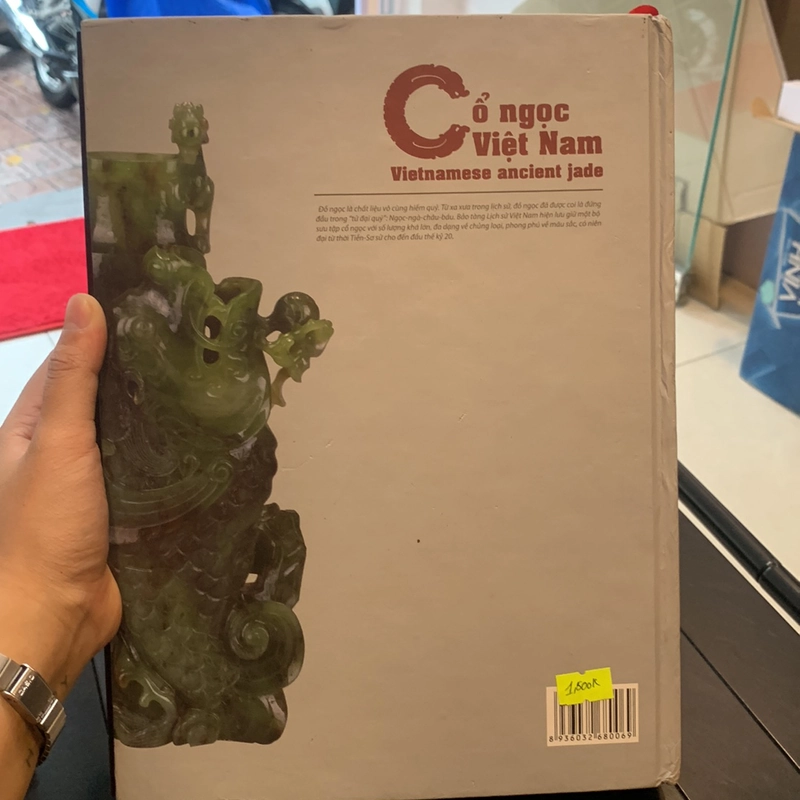 Cổ ngọc
Việt Nam
Vietnamese ancient jade
Đồ ngọc là chất liệu vô cùng hiếm quý. Từ xa xưa trong lịch sử, đồ ngọc đã được coi là đứng
đầu trong "tứ đại quý": Ngọc-ngà-châu-báu. Bảo tàng Lịch sử Việt Nam hiện lưu giữ một bộ
sưu tập cổ ngọc với số lượng khá lớn, đa dạng về chủng loại, phong phú về màu sắc, có niên
đại từ thời Tiền-Sơ sử cho đến đầu thế kỷ 20.
VINH
1,500K
8 936032 680069
CASIO